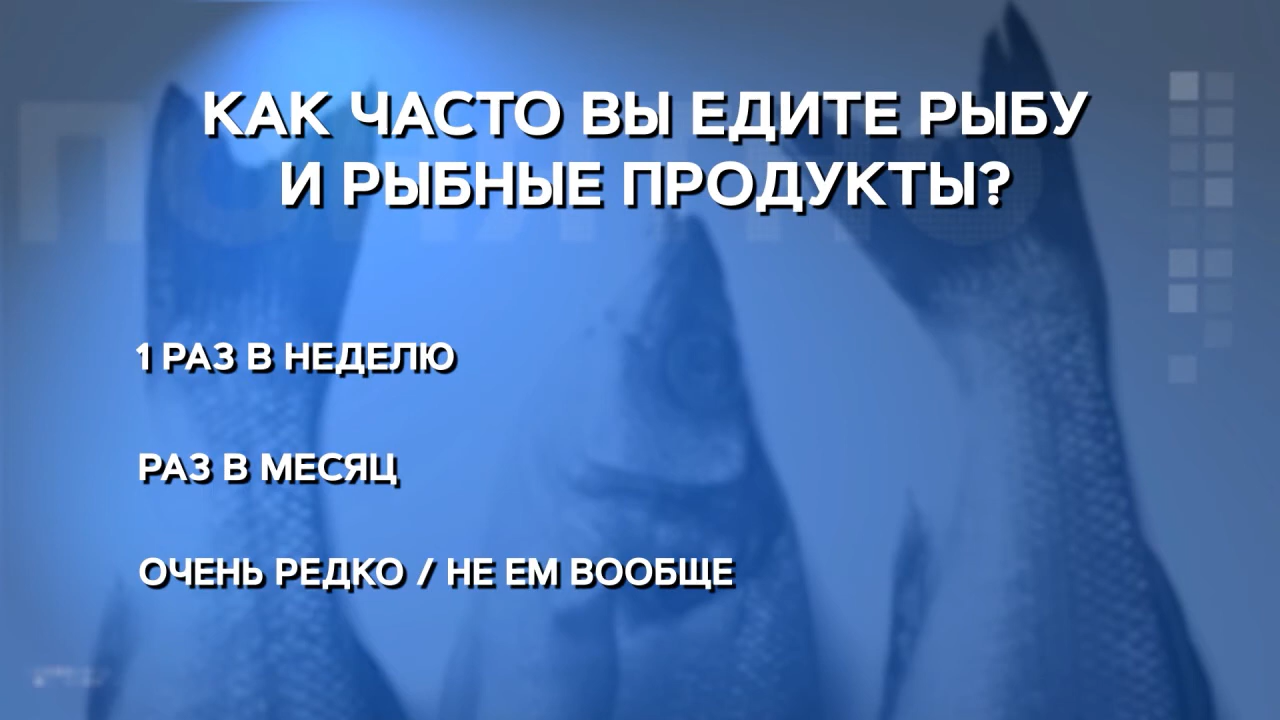 КАК ЧАСТО ВЫ ЕДИТЕ РЫБУ
И РЫБНЫЕ ПРОДУКТЫ?
1 РАЗ В НЕДЕЛЮ
РАЗ В МЕСЯЦ
ОЧЕНЬ РЕДКО / НЕ ЕМ ВООБЩЕ